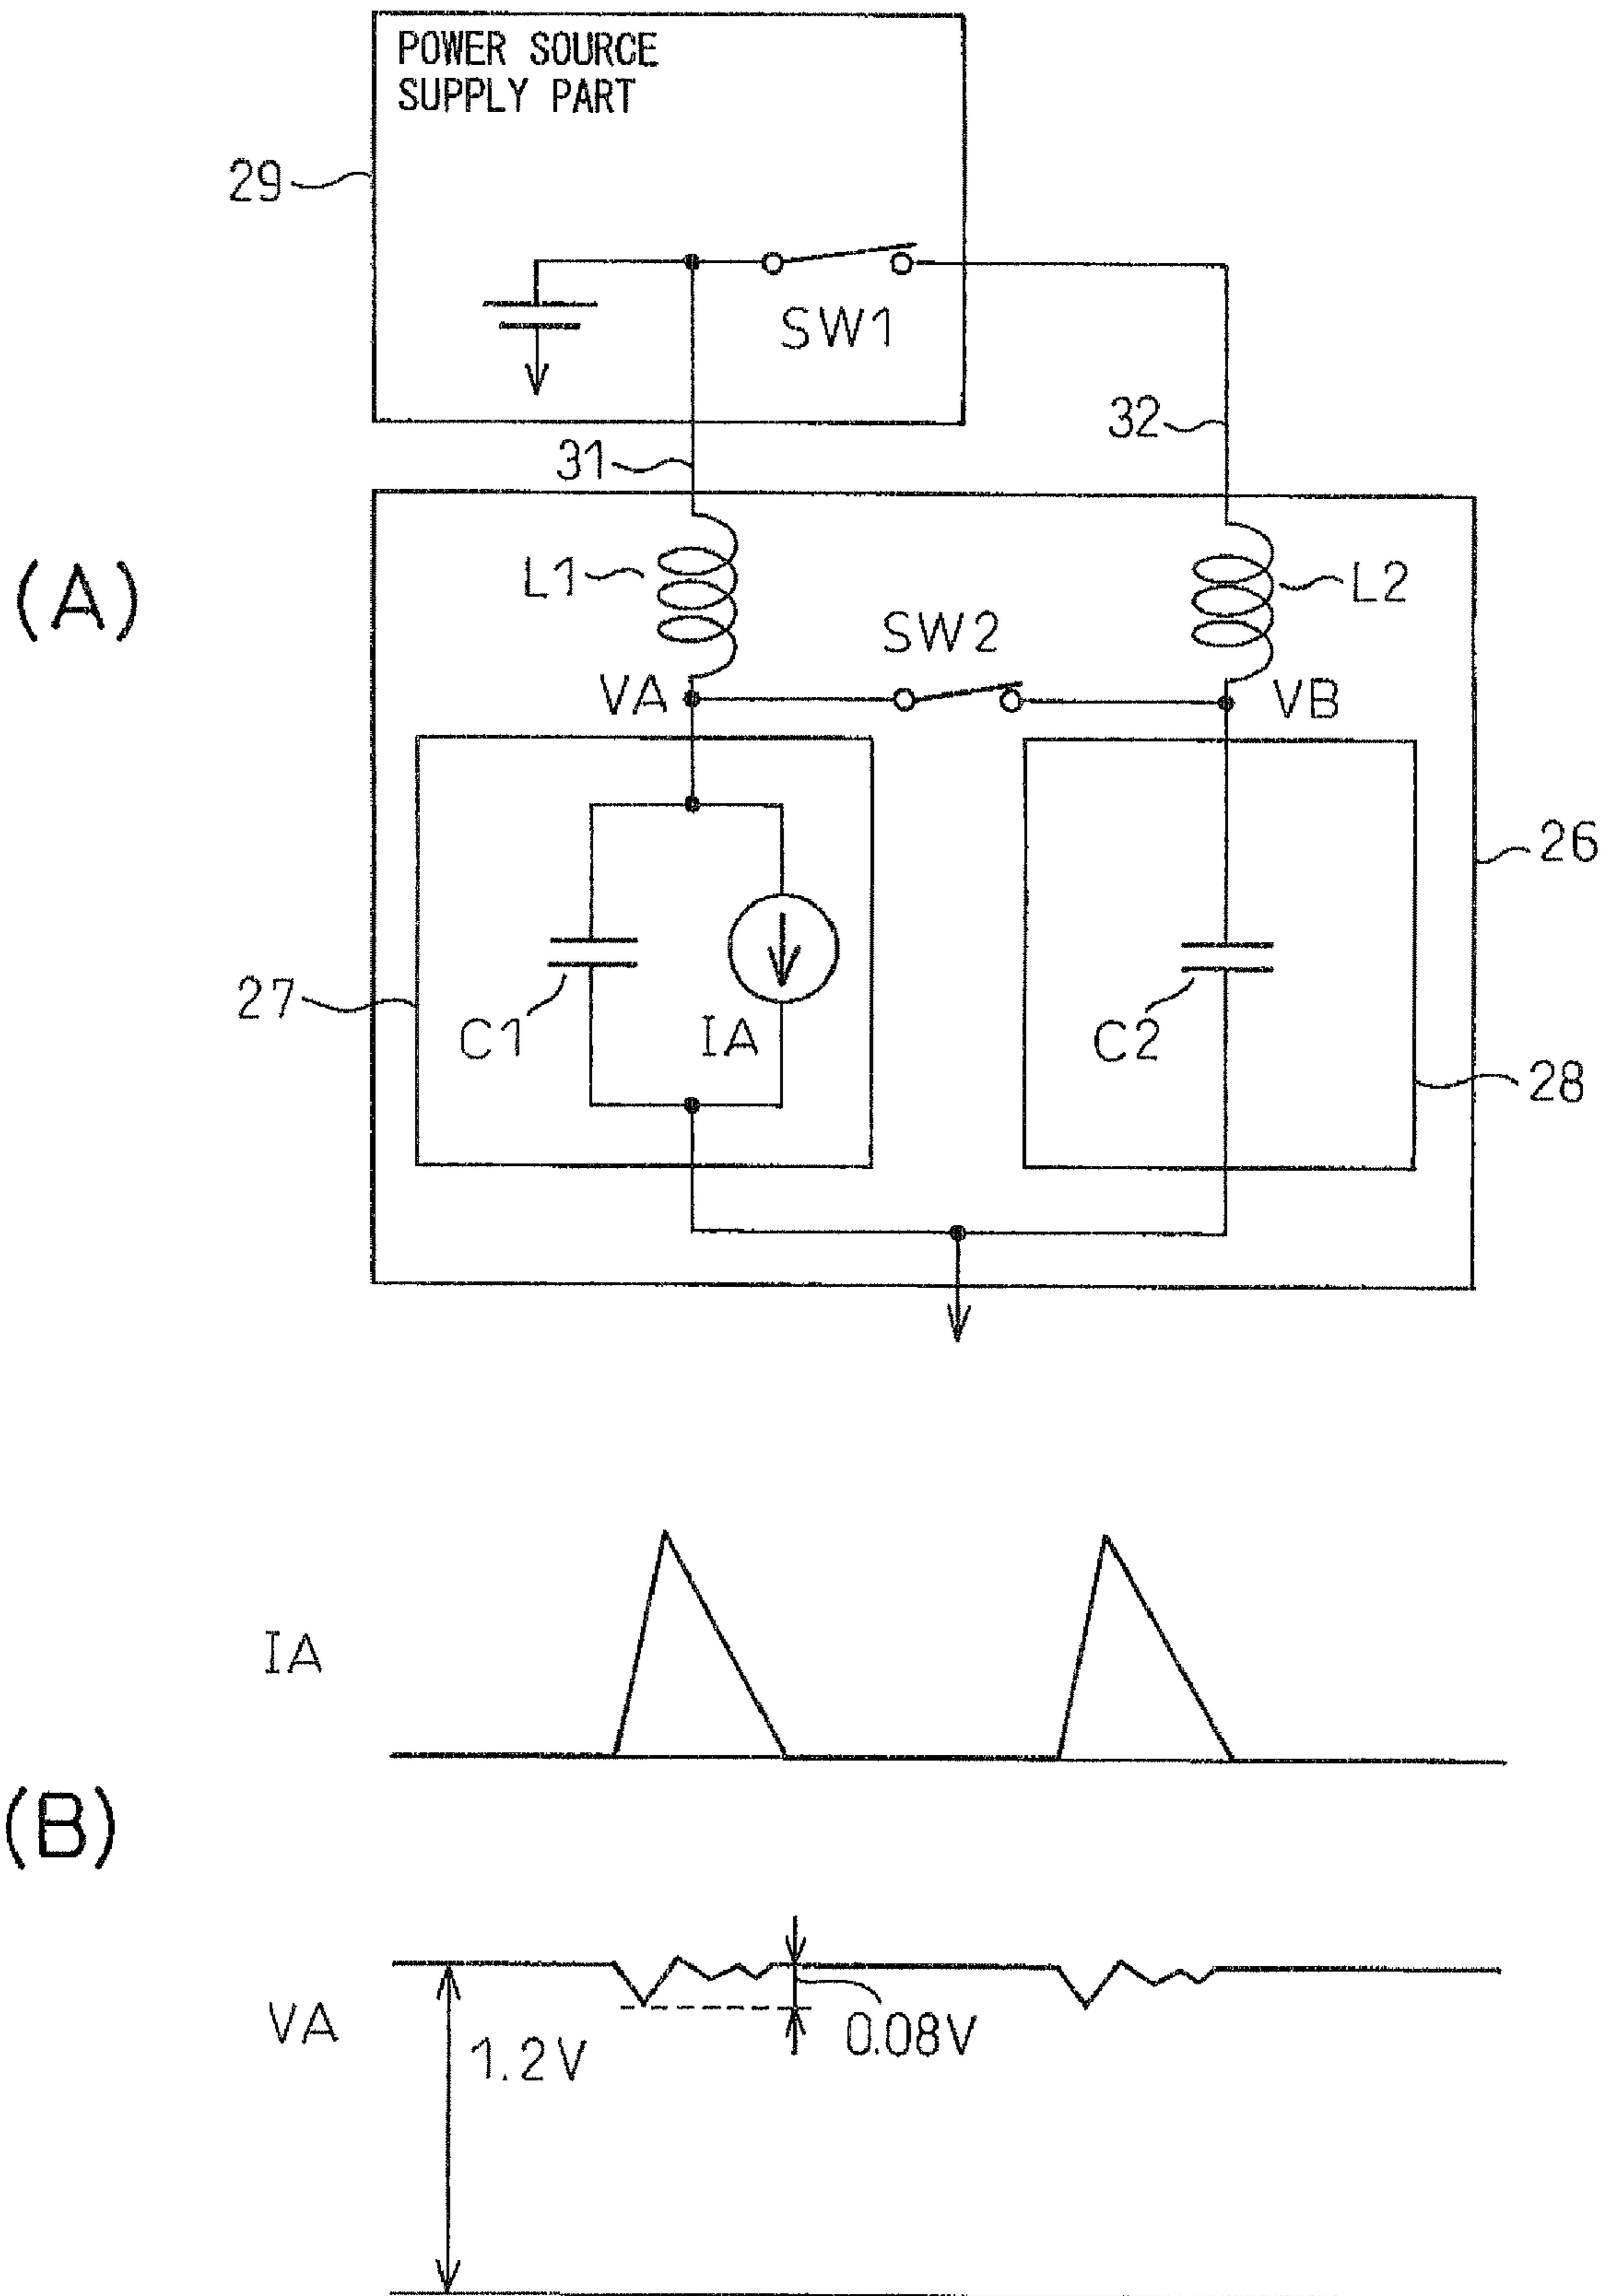 POWER SOURCE
SUPPLY PART
29
SW1
32
31
(A)
L1
L2
SW2
VA
VB
26
27
C1
IA
C2
28
IA
(B)
VA
1.2V
0.08V